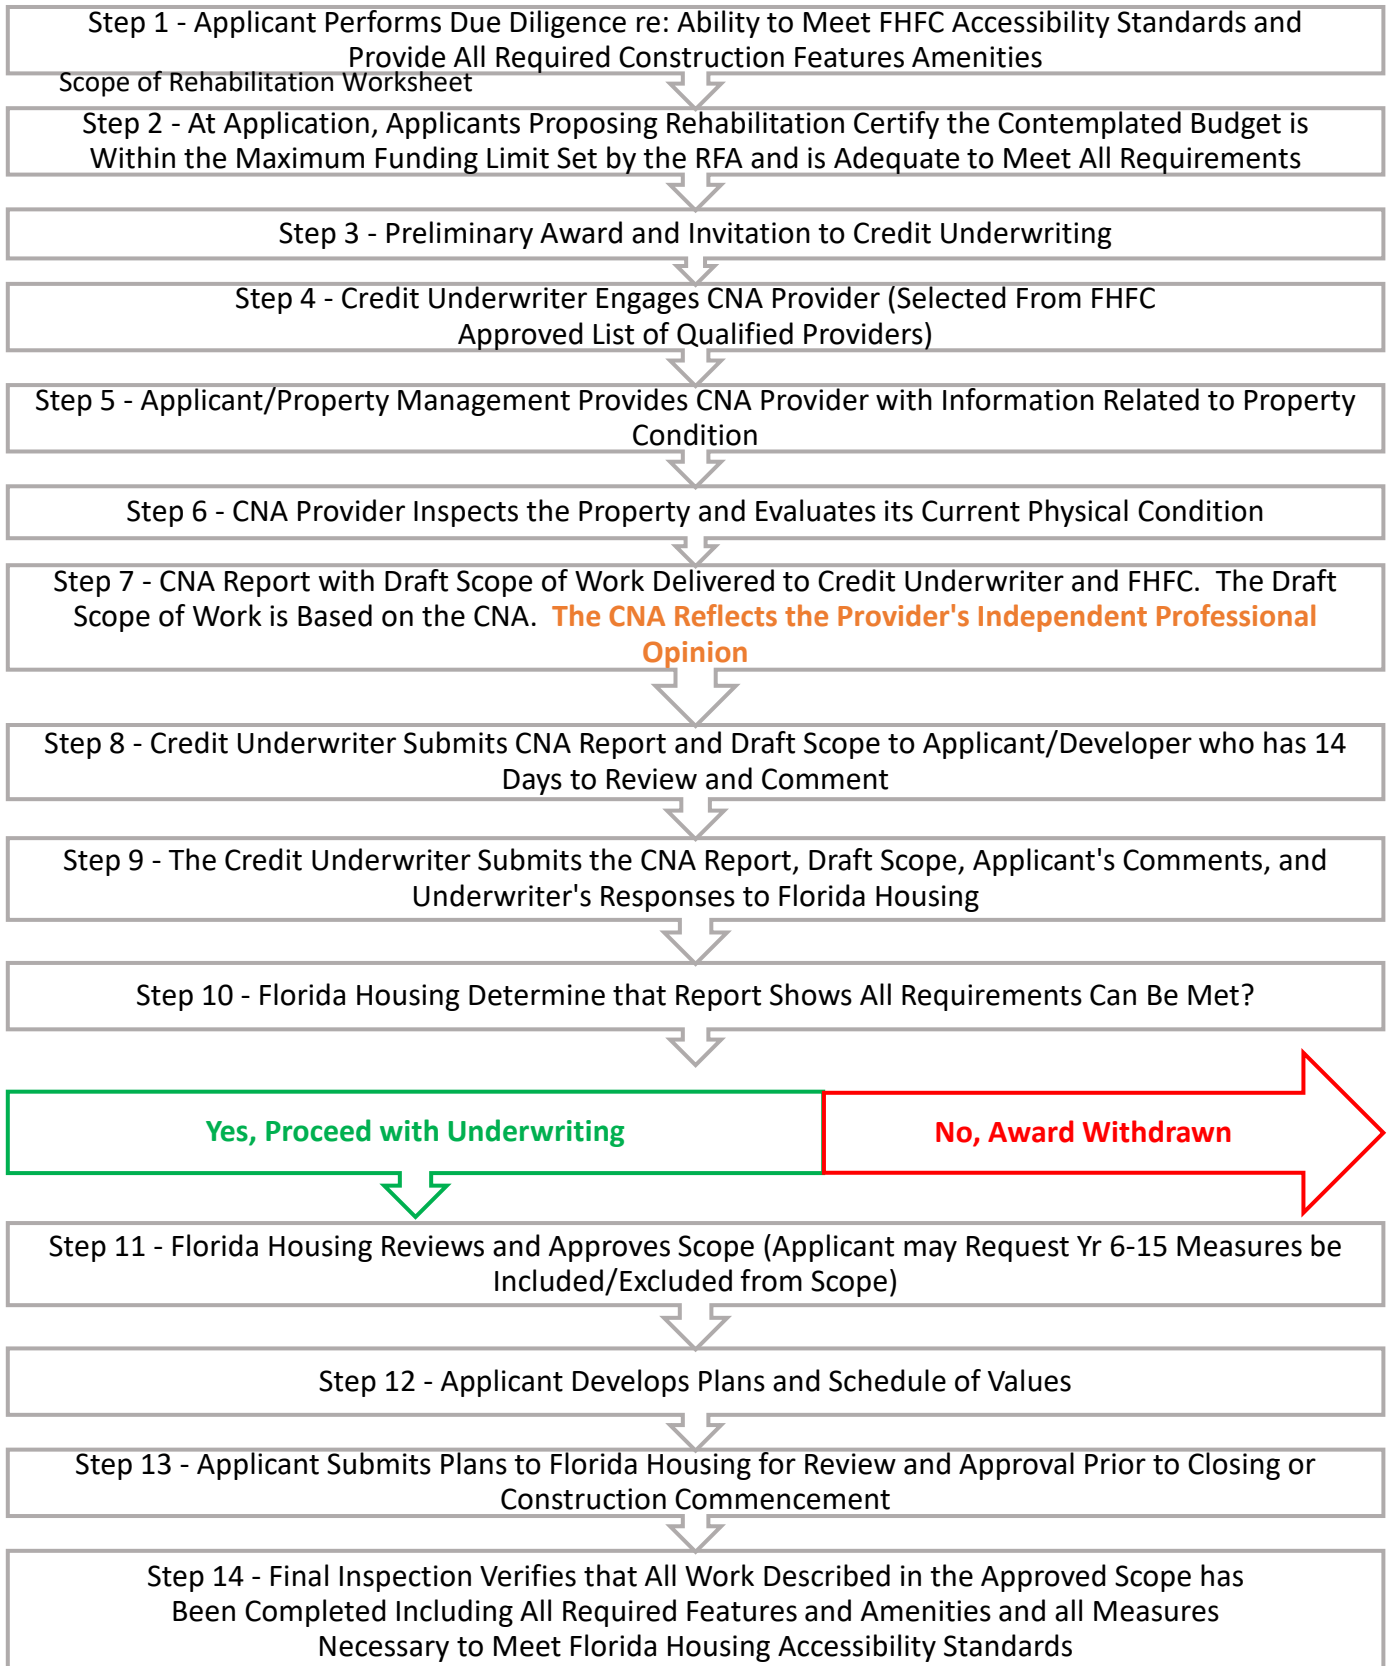 Step 1 - Applicant Performs Due Diligence re: Ability to Meet FHFC Accessibility Standards and
Provide All Required Construction Features Amenities
Scope of Rehabilitation Worksheet
Step 2 - At Application, Applicants Proposing Rehabilitation Certify the Contemplated Budget is
Within the Maximum Funding Limit Set by the RFA and is Adequate to Meet All Requirements
Step 3 - Preliminary Award and Invitation to Credit Underwriting
Step 4 - Credit Underwriter Engages CNA Provider (Selected From FHFC
Approved List of Qualified Providers)
Step 5 - Applicant/Property Management Provides CNA Provider with Information Related to Property
Condition
Step 6 - CNA Provider Inspects the Property and Evaluates its Current Physical Condition
Step 7 - CNA Report with Draft Scope of Work Delivered to Credit Underwriter and FHFC.  The Draft
Scope of Work is Based on the CNA.  The CNA Reflects the Provider's Independent Professional
Opinion
Step 8 - Credit Underwriter Submits CNA Report and Draft Scope to Applicant/Developer who has 14
Days to Review and Comment
Step 9 - The Credit Underwriter Submits the CNA Report, Draft Scope, Applicant's Comments, and
Underwriter's Responses to Florida Housing
Step 10 - Florida Housing Determine that Report Shows All Requirements Can Be Met?
Yes, Proceed with Underwriting
No, Award Withdrawn
Step 11 - Florida Housing Reviews and Approves Scope (Applicant may Request Yr 6-15 Measures be
Included/Excluded from Scope)
Step 12 - Applicant Develops Plans and Schedule of Values
Step 13 - Applicant Submits Plans to Florida Housing for Review and Approval Prior to Closing or
Construction Commencement
Step 14 - Final Inspection Verifies that All Work Described in the Approved Scope has
Been Completed Including All Required Features and Amenities and all Measures
Necessary to Meet Florida Housing Accessibility Standards